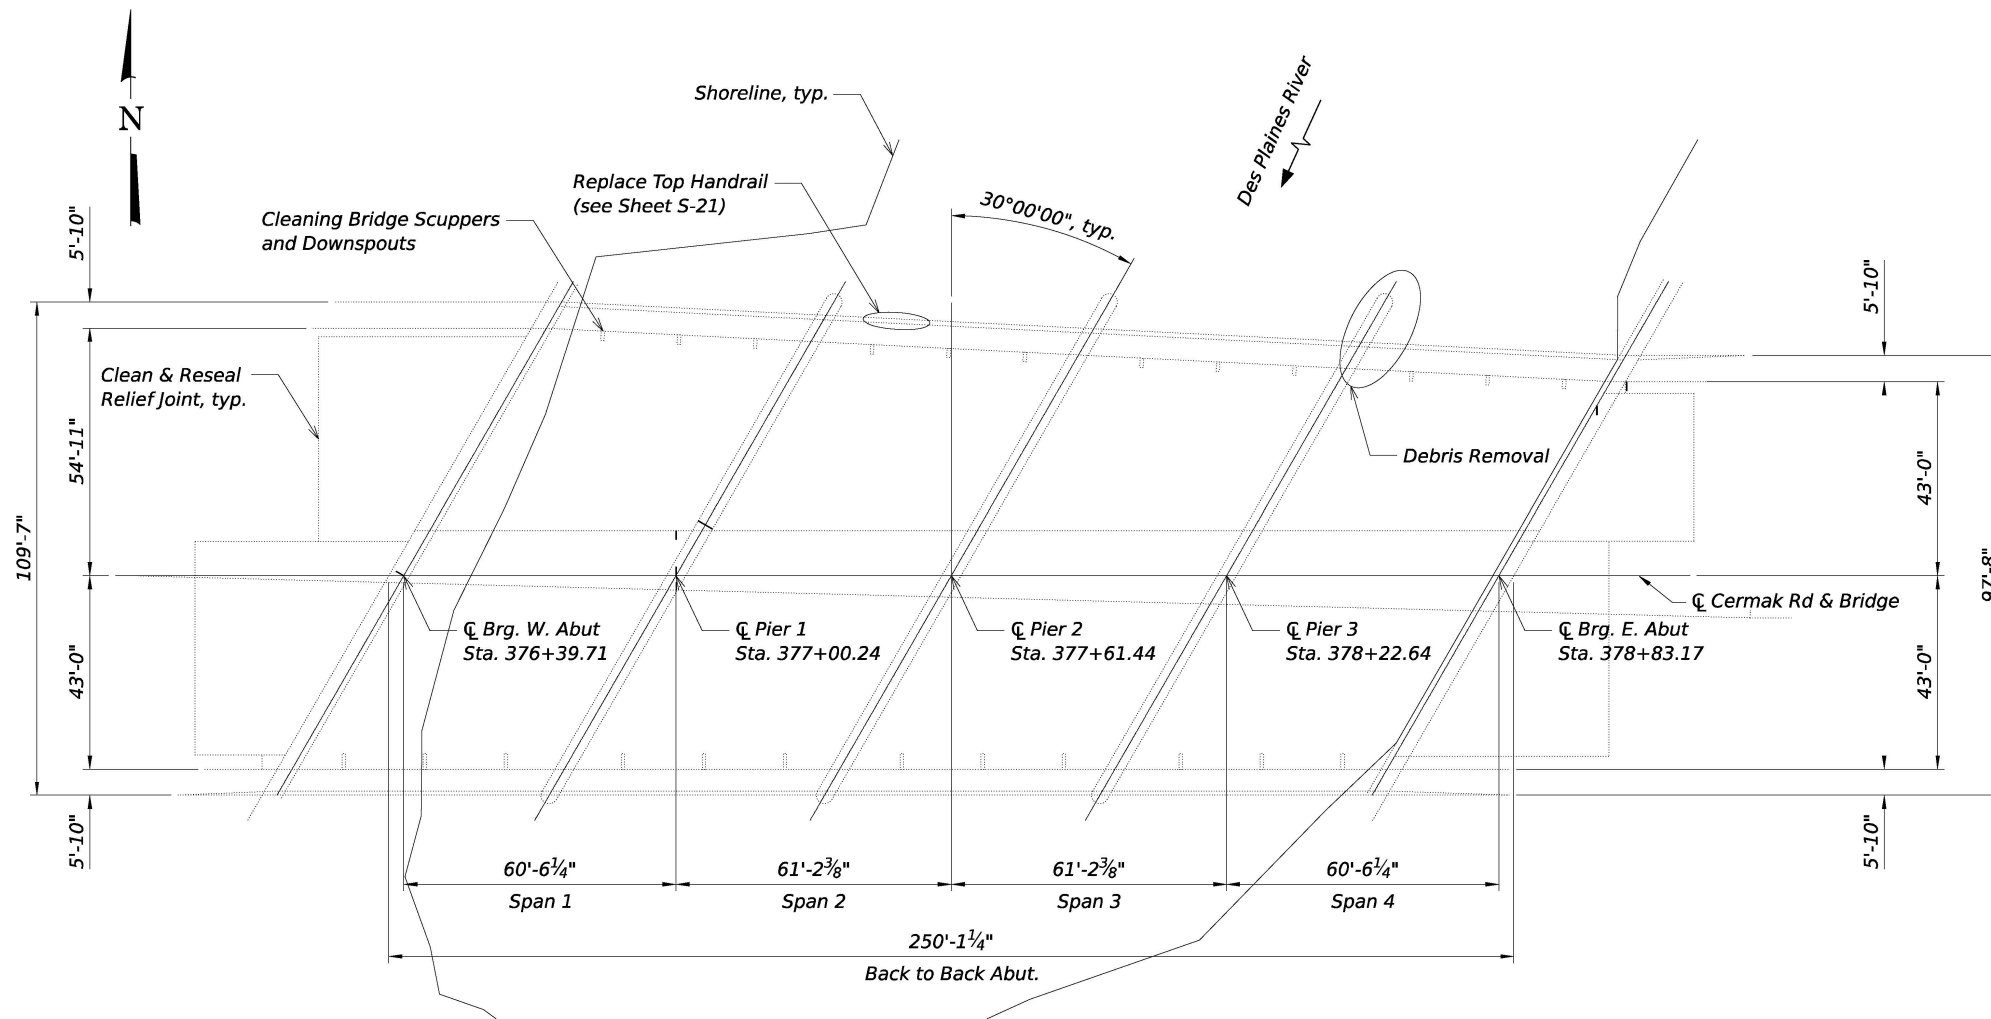 N
Shoreline, typ.
Des Plaines River
Replace Top Handrail
(see Sheet S-21)
30°00'00", typ.
Cleaning Bridge Scuppers
and Downspouts
5'-10"
5'-10"
Clean & Reseal
Relief Joint, typ.
54'-11"
Debris Removal
43'-0"
109'-7"
97'-8"
℄ Cermak Rd & Bridge
℄ Brg. W. Abut
Sta. 376+39.71
℄ Pier 1
Sta. 377+00.24
℄ Pier 2
Sta. 377+61.44
℄ Pier 3
Sta. 378+22.64
℄ Brg. E. Abut
Sta. 378+83.17
43'-0"
43'-0"
5'-10"
5'-10"
60'-6¼"
Span 1
61'-2⅜"
Span 2
61'-2⅜"
Span 3
60'-6¼"
Span 4
250'-1¼"
Back to Back Abut.